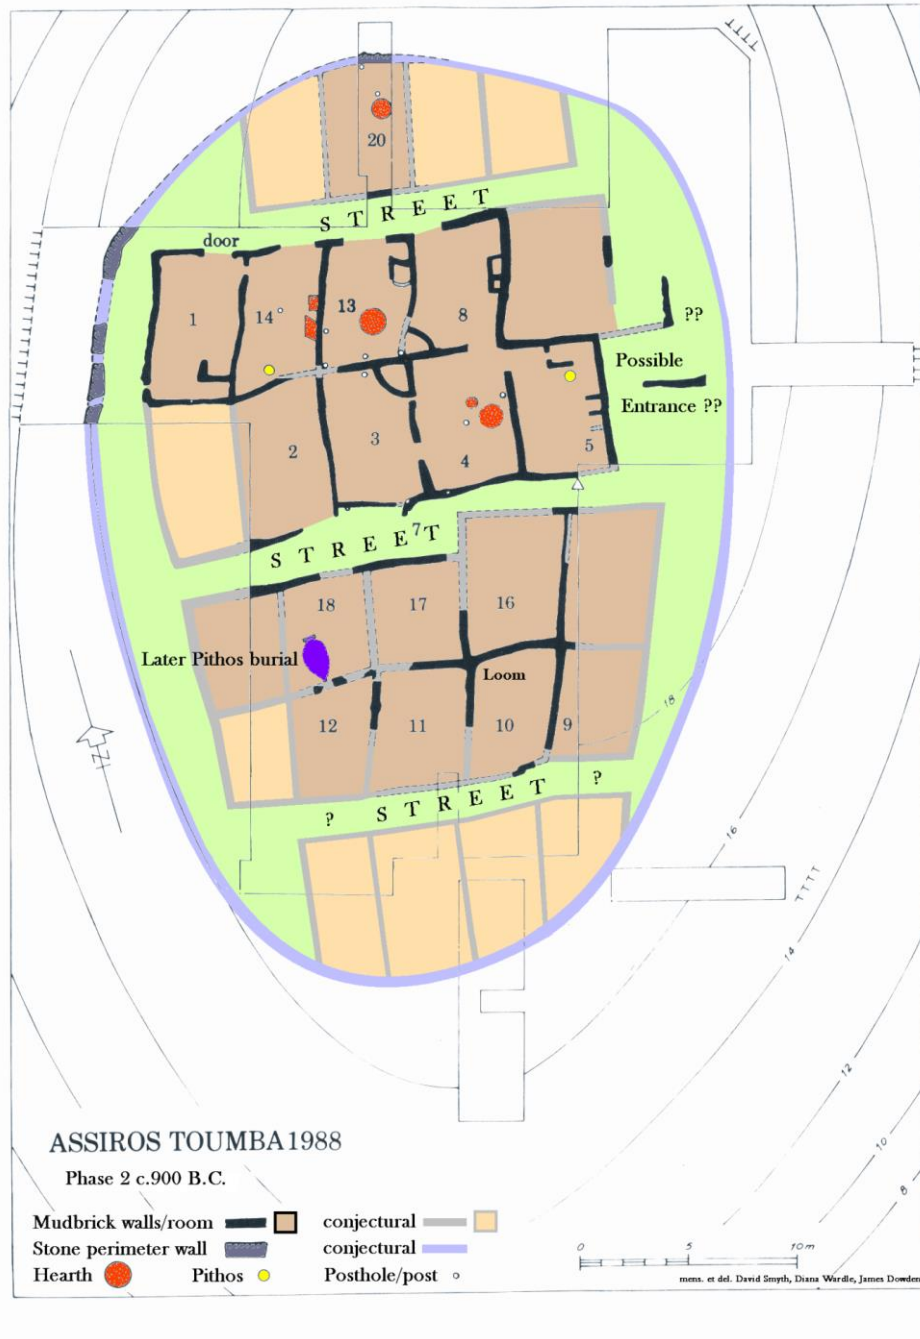 20
STREET
door
1
14
13
8
??
Possible
Entrance ??
2
3
4
5
7
STREET
18
17
16
Later Pithos burial
Loom
12
11
10
9
18
N
? STREET ?
16
14
12
10
8
ASSIROS TOUMBA 1988
Phase 2 c.900 B.C.
Mudbrick walls/room conjectural
Stone perimeter wall conjectural
Hearth Pithos Posthole/post
0 5 10m
mens. et del. David Smyth, Diana Wardle, James Dowden